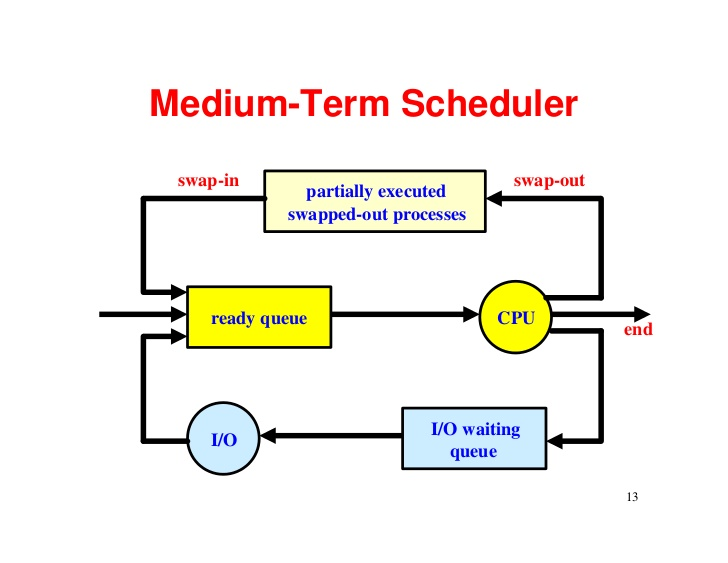 Medium-Term Scheduler
swap-in
partially executed
swapped-out processes
swap-out
ready queue
CPU
end
I/O
I/O waiting
queue
13